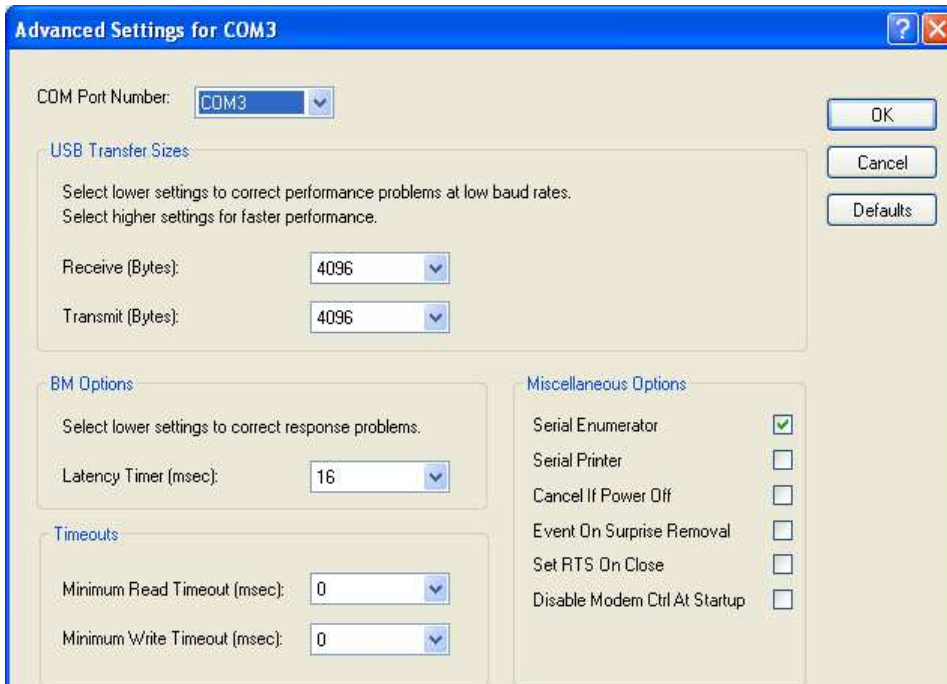 Advanced Settings for COM3
COM Port Number: COM3
OK
Cancel
Defaults
USB Transfer Sizes
Select lower settings to correct performance problems at low baud rates.
Select higher settings for faster performance.
Receive (Bytes): 4096
Transmit (Bytes): 4096
BM Options
Select lower settings to correct response problems.
Latency Timer (msec): 16
Timeouts
Minimum Read Timeout (msec): 0
Minimum Write Timeout (msec): 0
Miscellaneous Options
Serial Enumerator
Serial Printer
Cancel If Power Off
Event On Surprise Removal
Set RTS On Close
Disable Modem Ctrl At Startup